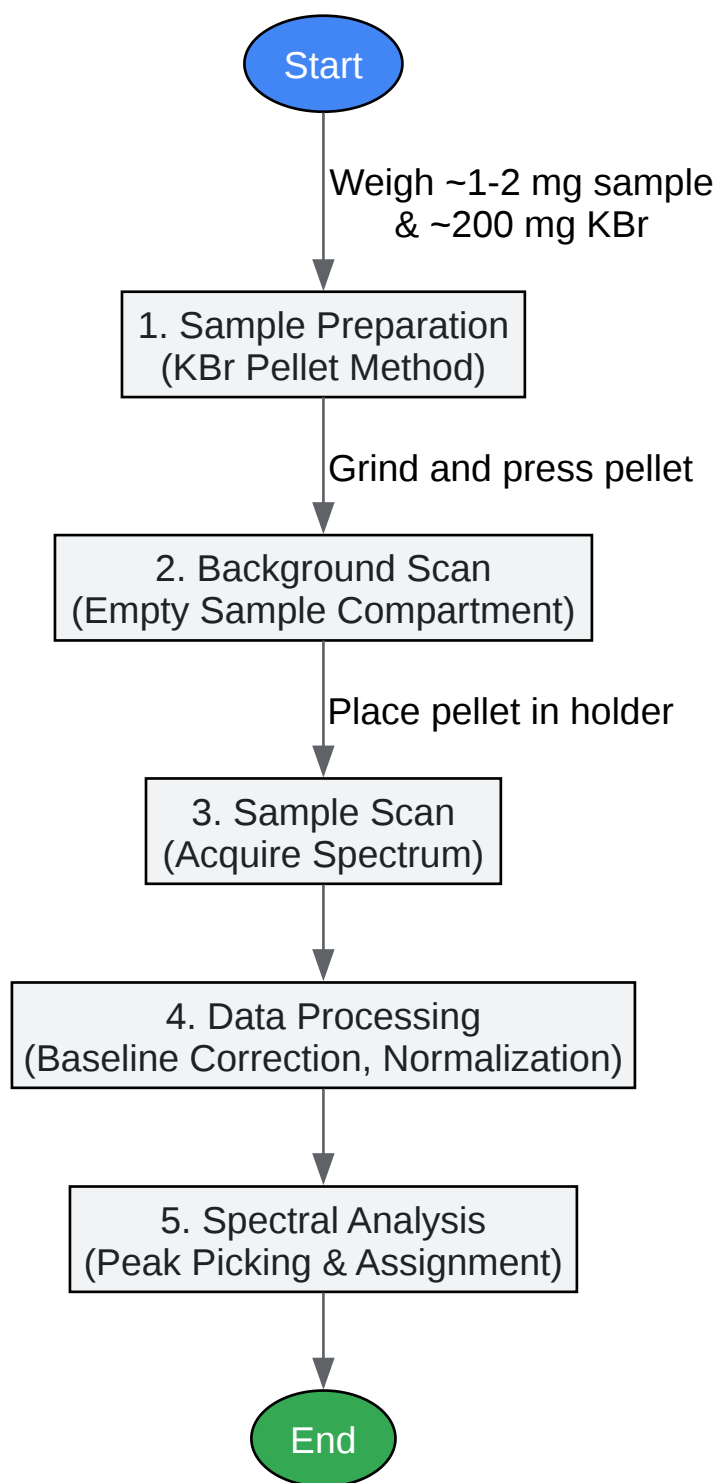 Start
Weigh ~1-2 mg sample
& ~200 mg KBr
1. Sample Preparation
(KBr Pellet Method)
Grind and press pellet
2. Background Scan
(Empty Sample Compartment)
Place pellet in holder
3. Sample Scan
(Acquire Spectrum)
4. Data Processing
(Baseline Correction, Normalization)
5. Spectral Analysis
(Peak Picking & Assignment)
End